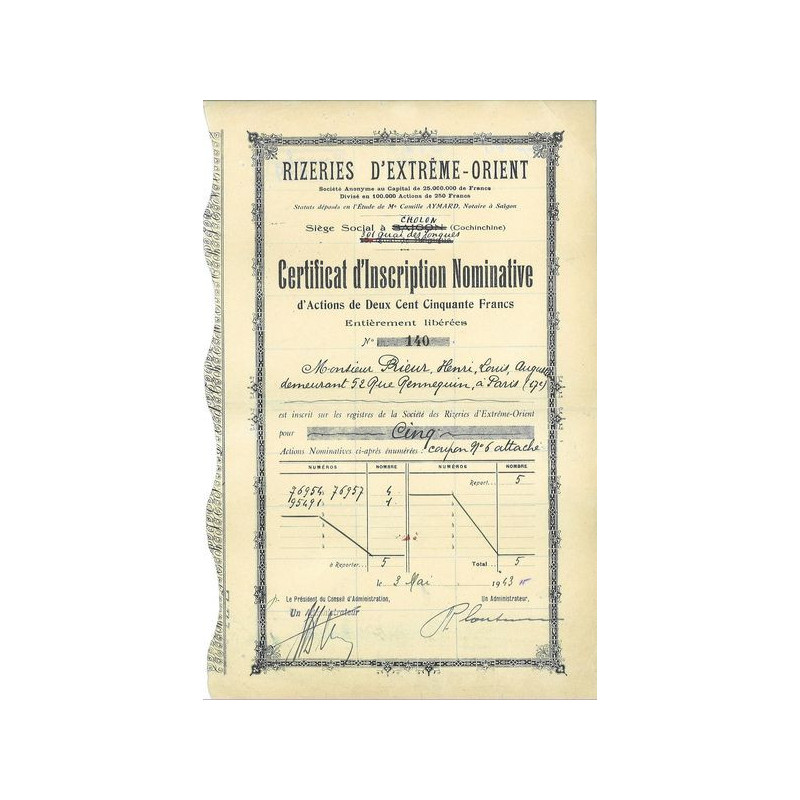 RIZERIES D'EXTRÊME-ORIENT
Société Anonyme au Capital de 25.000.000 de Francs
Divisé en 100.000 Actions de 250 Francs
Statuts déposés en l'Étude de Me Camille AYMARD, Notaire à Saïgon
CHOLON
Siège Social à SAIGON (Cochinchine)
Quai des Jonques
Certificat d'Inscription Nominative
d'Actions de Deux Cent Cinquante Francs
Entièrement libérées
No 140
Monsieur Prieur, Henri, Louis, Auguste
demeurant 52 Rue Rennequin, à Paris (17e)
est inscrit sur les registres de la Société des Rizeries d'Extrême-Orient
pour Cinq
Actions Nominatives ci-après énumérées: coupon No 6 attaché
NUMÉROS NOMBRE NUMÉROS NOMBRE
Report... 5
76954 76957 4
95491 1
à Reporter... 5 Total... 5
le 3 Mai 1943
p. Le Président du Conseil d'Administration, Un Administrateur,
Un Administrateur